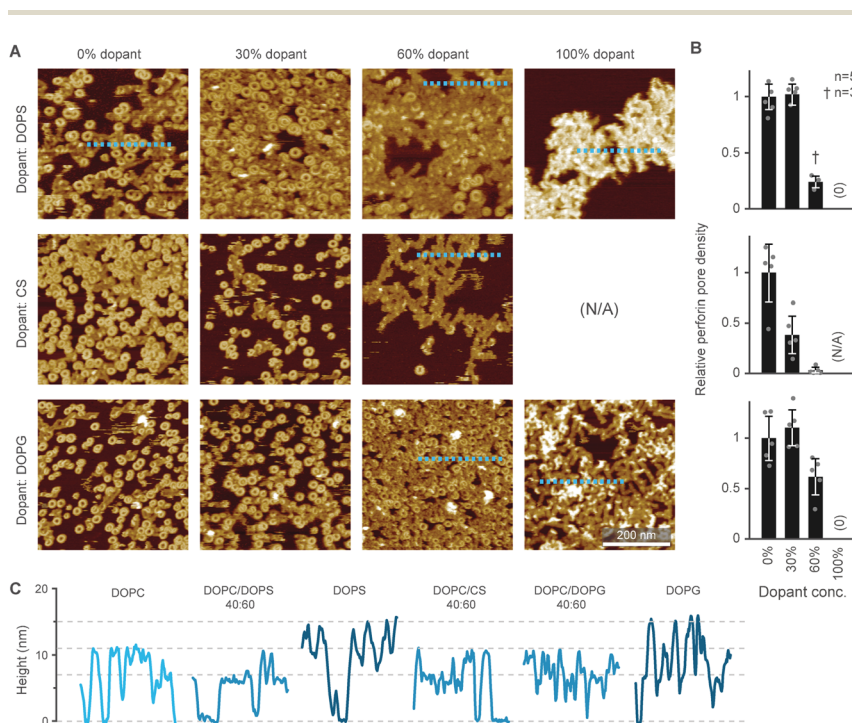 A
0% dopant 30% dopant 60% dopant 100% dopant
Dopant: DOPS
Dopant: CS
(N/A)
Dopant: DOPG
200 nm
B
Relative perforin pore density
n=5
† n=3
1
†
0.5
(0)
0
1
0.5
(N/A)
0
1
0.5
(0)
0
0% 30% 60% 100%
Dopant conc.
C
DOPC DOPC/DOPS DOPS DOPC/CS DOPC/DOPG DOPG
40:60 40:60 40:60
Height (nm)
20
10
0